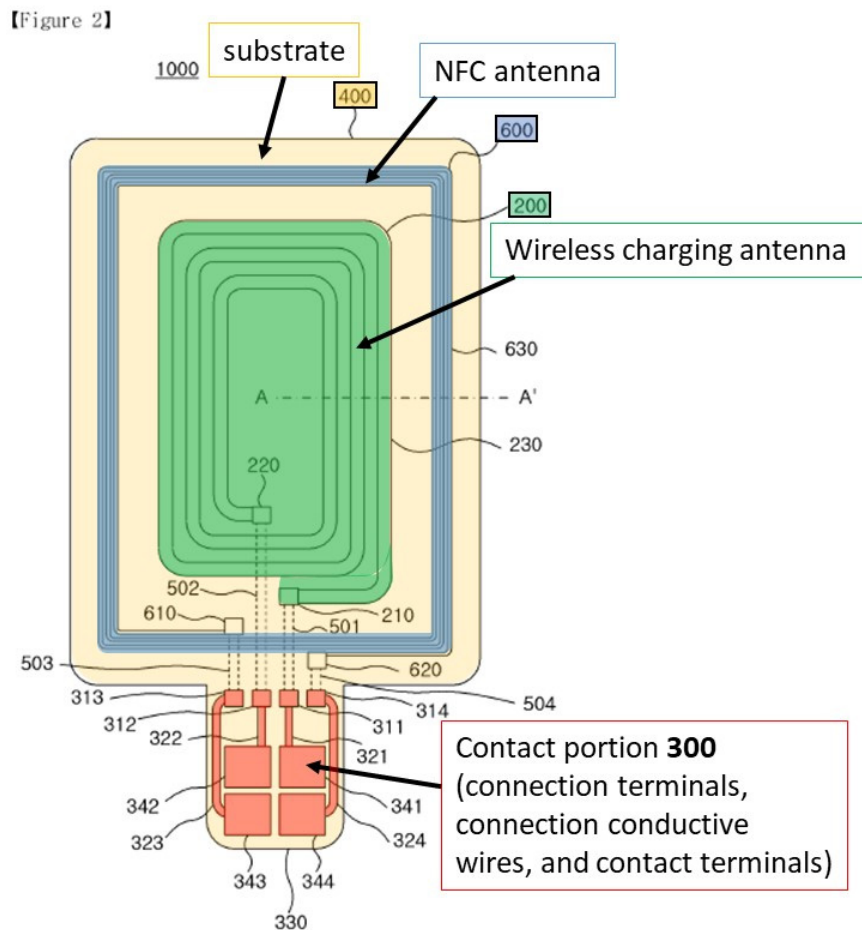 【Figure 2】
1000
substrate
NFC antenna
400
600
200
Wireless charging antenna
630
A
A'
230
220
502
210
610
501
503
620
313
314
504
312
311
322
321
342
341
323
324
343
344
330
Contact portion 300
(connection terminals,
connection conductive
wires, and contact terminals)